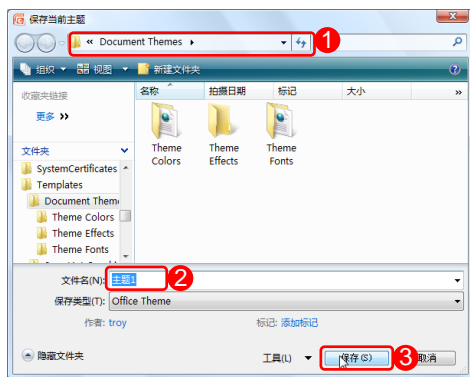 保存当前主题
« Document Themes
1
组织 视图 新建文件夹
收藏夹链接
更多 »
名称 拍摄日期 标记 大小 »
文件夹
SystemCertificates
Templates
Document Them
Theme Colors
Theme Effects
Theme Fonts
Theme Colors
Theme Effects
Theme Fonts
文件名(N): 主题1
2
保存类型(T): Office Theme
作者: troy 标记: 添加标记
隐藏文件夹 工具(L) 保存(S) 3 取消